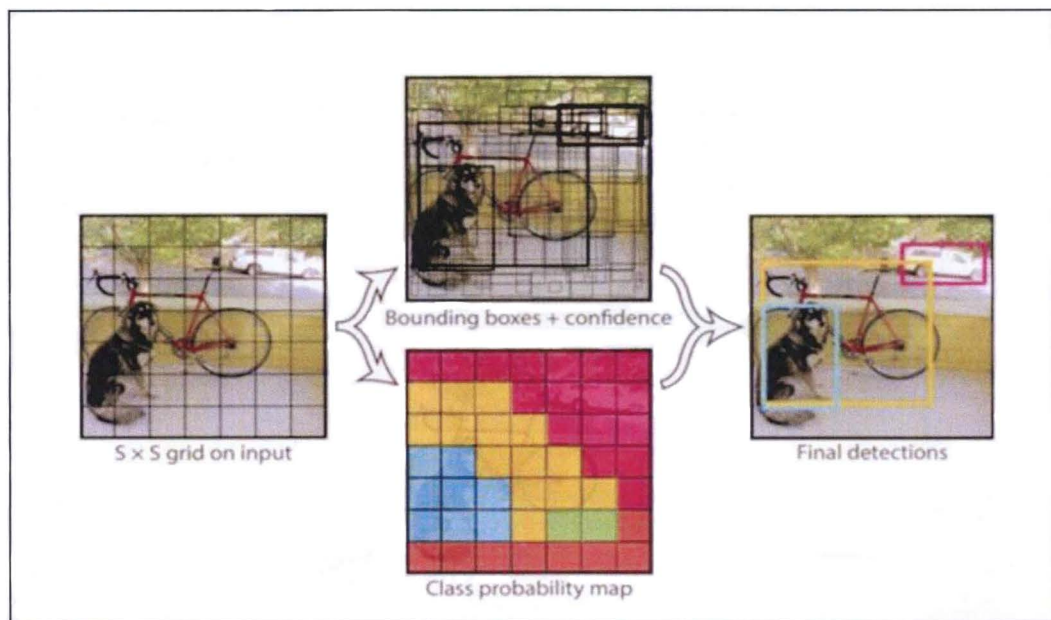 Bounding boxes + confidence
S × S grid on input
Final detections
Class probability map